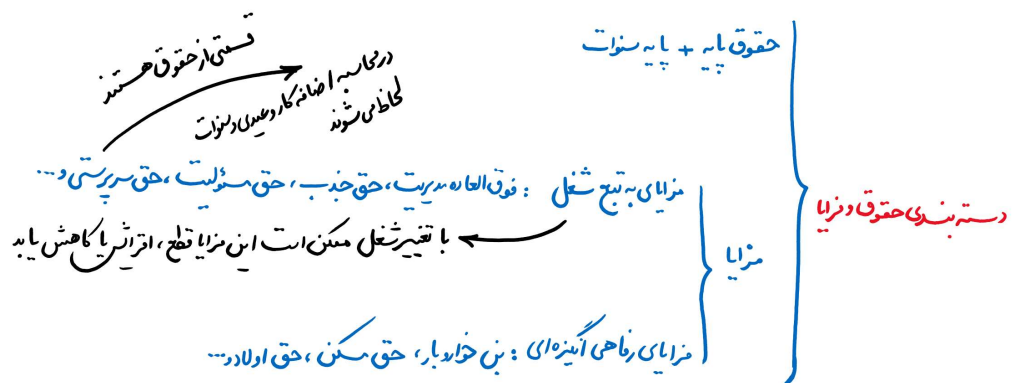 دسته بندی حقوق و مزایا
حقوق پایه + پایه سنوات
مزایا
مزایای به تبع شغل : فوق العاده مدیریت، حق جذب، حق مسئولیت، حق سرپرستی و...
قسمتی از حقوق هستند
در محاسبه اضافه کار و عیدی و سنوات
لحاظ می شوند
با تغییر شغل ممکن است این مزایا قطع، افزائش یا کاهش یابد
مزایای رفاهی انگیزه ای : بن خواروبار، حق مسکن، حق اولاد و...